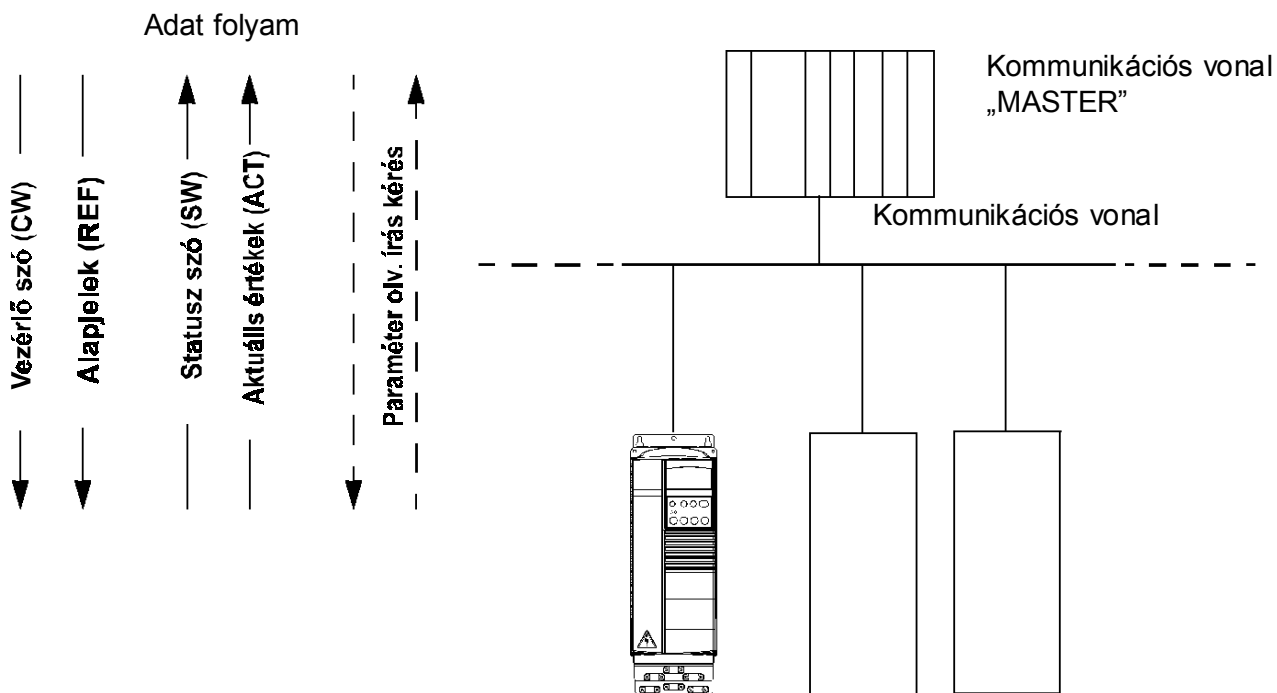 Adat folyam
Vezérlő szó (CW)
Alapjelek (REF)
Statusz szó (SW)
Aktuális értékek (ACT)
Paraméter olv. írás kérés
Kommunikációs vonal
„MASTER”
Kommunikációs vonal